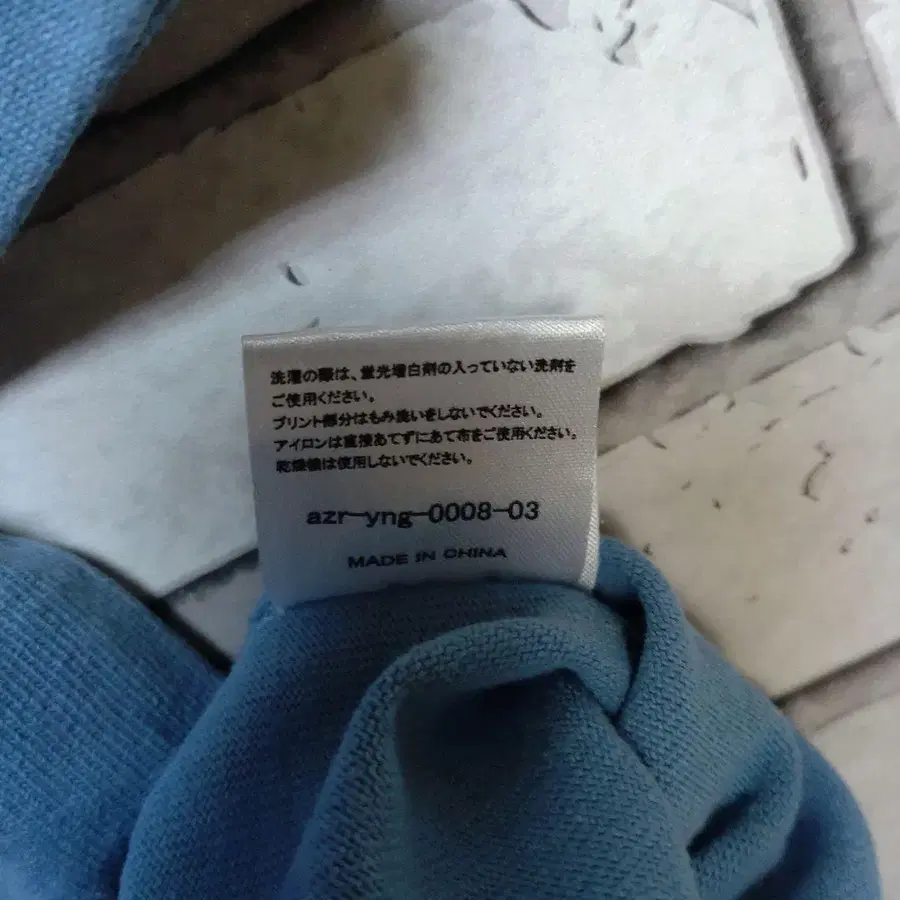 洗濯の際は、蛍光増白剤の入っていない洗剤を
ご使用ください。
プリント部分はもみ洗いをしないでください。
アイロンは直接あてずにあて布をご使用ください。
乾燥機は使用しないでください。
azr-yng-0008-03
MADE IN CHINA